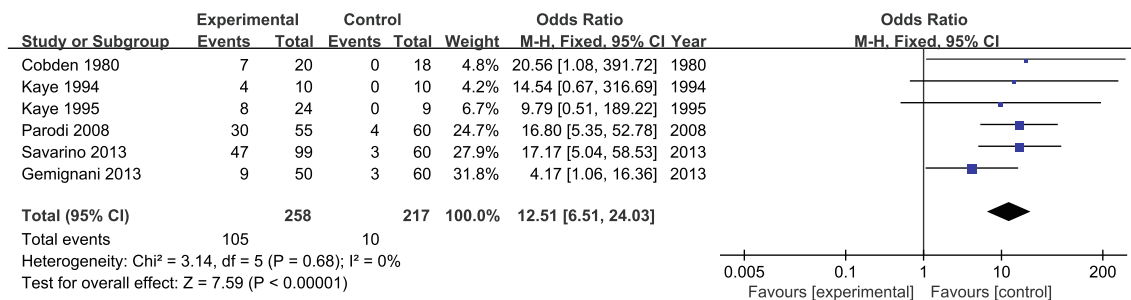 Experimental Control Odds Ratio Odds Ratio
Study or Subgroup Events Total Events Total Weight M-H, Fixed, 95% CI Year M-H, Fixed, 95% CI
Cobden 1980 7 20 0 18 4.8% 20.56 [1.08, 391.72] 1980
Kaye 1994 4 10 0 10 4.2% 14.54 [0.67, 316.69] 1994
Kaye 1995 8 24 0 9 6.7% 9.79 [0.51, 189.22] 1995
Parodi 2008 30 55 4 60 24.7% 16.80 [5.35, 52.78] 2008
Savarino 2013 47 99 3 60 27.9% 17.17 [5.04, 58.53] 2013
Gemignani 2013 9 50 3 60 31.8% 4.17 [1.06, 16.36] 2013
Total (95% CI) 258 217 100.0% 12.51 [6.51, 24.03]
Total events 105 10
Heterogeneity: Chi² = 3.14, df = 5 (P = 0.68); I² = 0%
Test for overall effect: Z = 7.59 (P < 0.00001)
0.005 0.1 1 10 200
Favours [experimental] Favours [control]